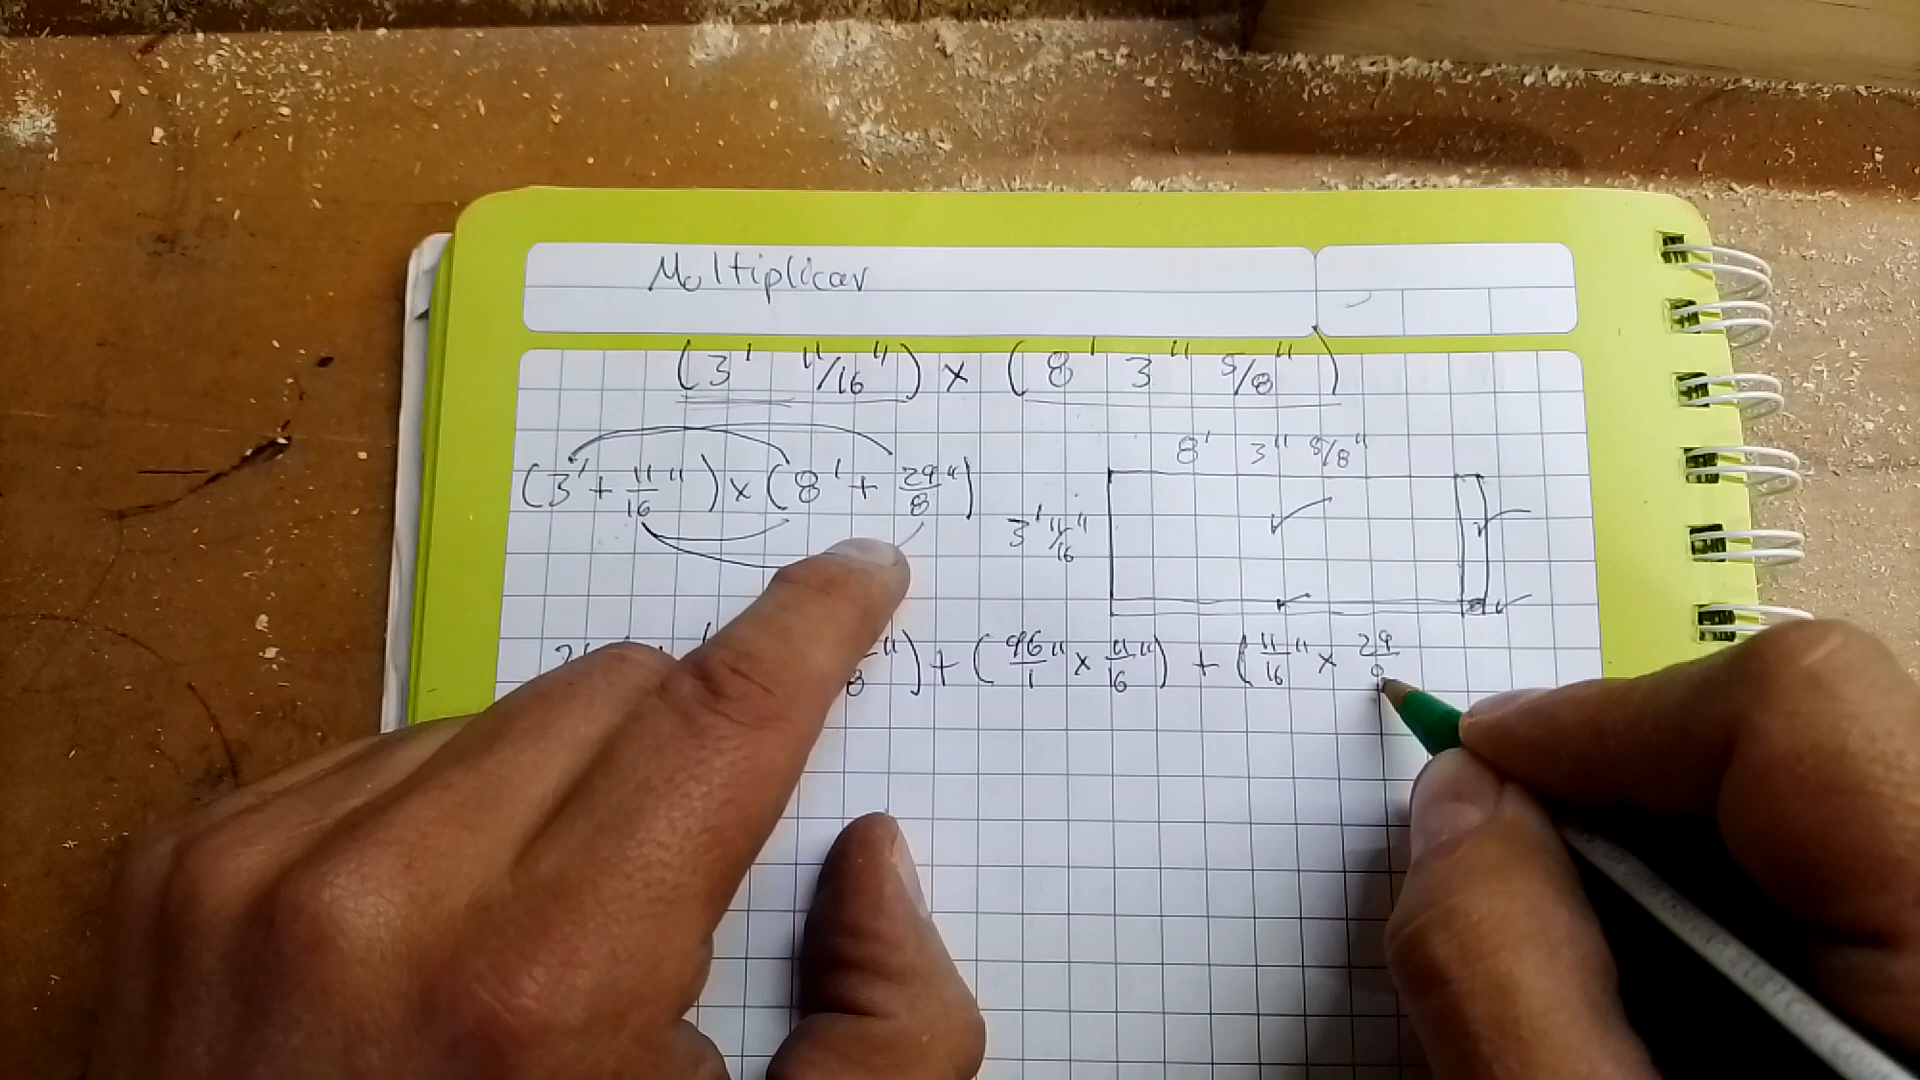 Multiplicar
(3' 11/16") x (8' 3" 5/8")
8' 3" 5/8"
(3' + 11/16") x (8' + 29/8")
3' 11/16"
8") + (96/1" x 11/16") + (11/16" x 29/8